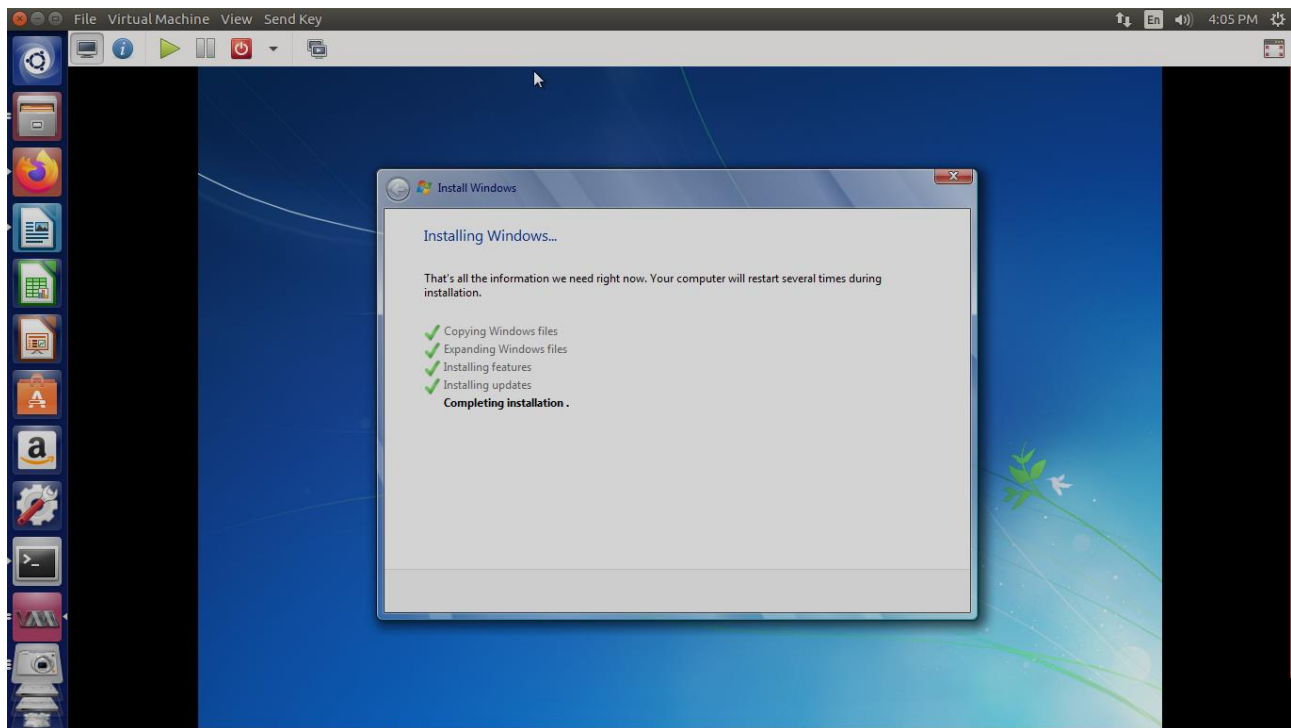 File Virtual Machine View Send Key
En 4:05 PM
Install Windows
Installing Windows...
That's all the information we need right now. Your computer will restart several times during
installation.
Copying Windows files
Expanding Windows files
Installing features
Installing updates
Completing installation .